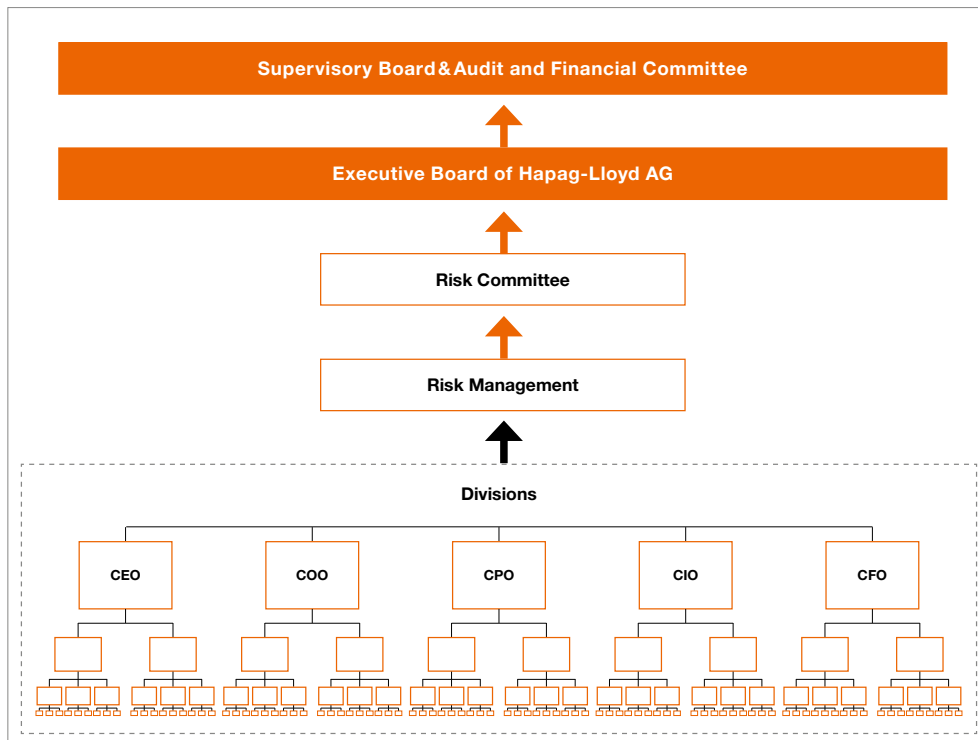 Supervisory Board & Audit and Financial Committee
Executive Board of Hapag-Lloyd AG
Risk Committee
Risk Management
Divisions
CEO
COO
CPO
CIO
CFO